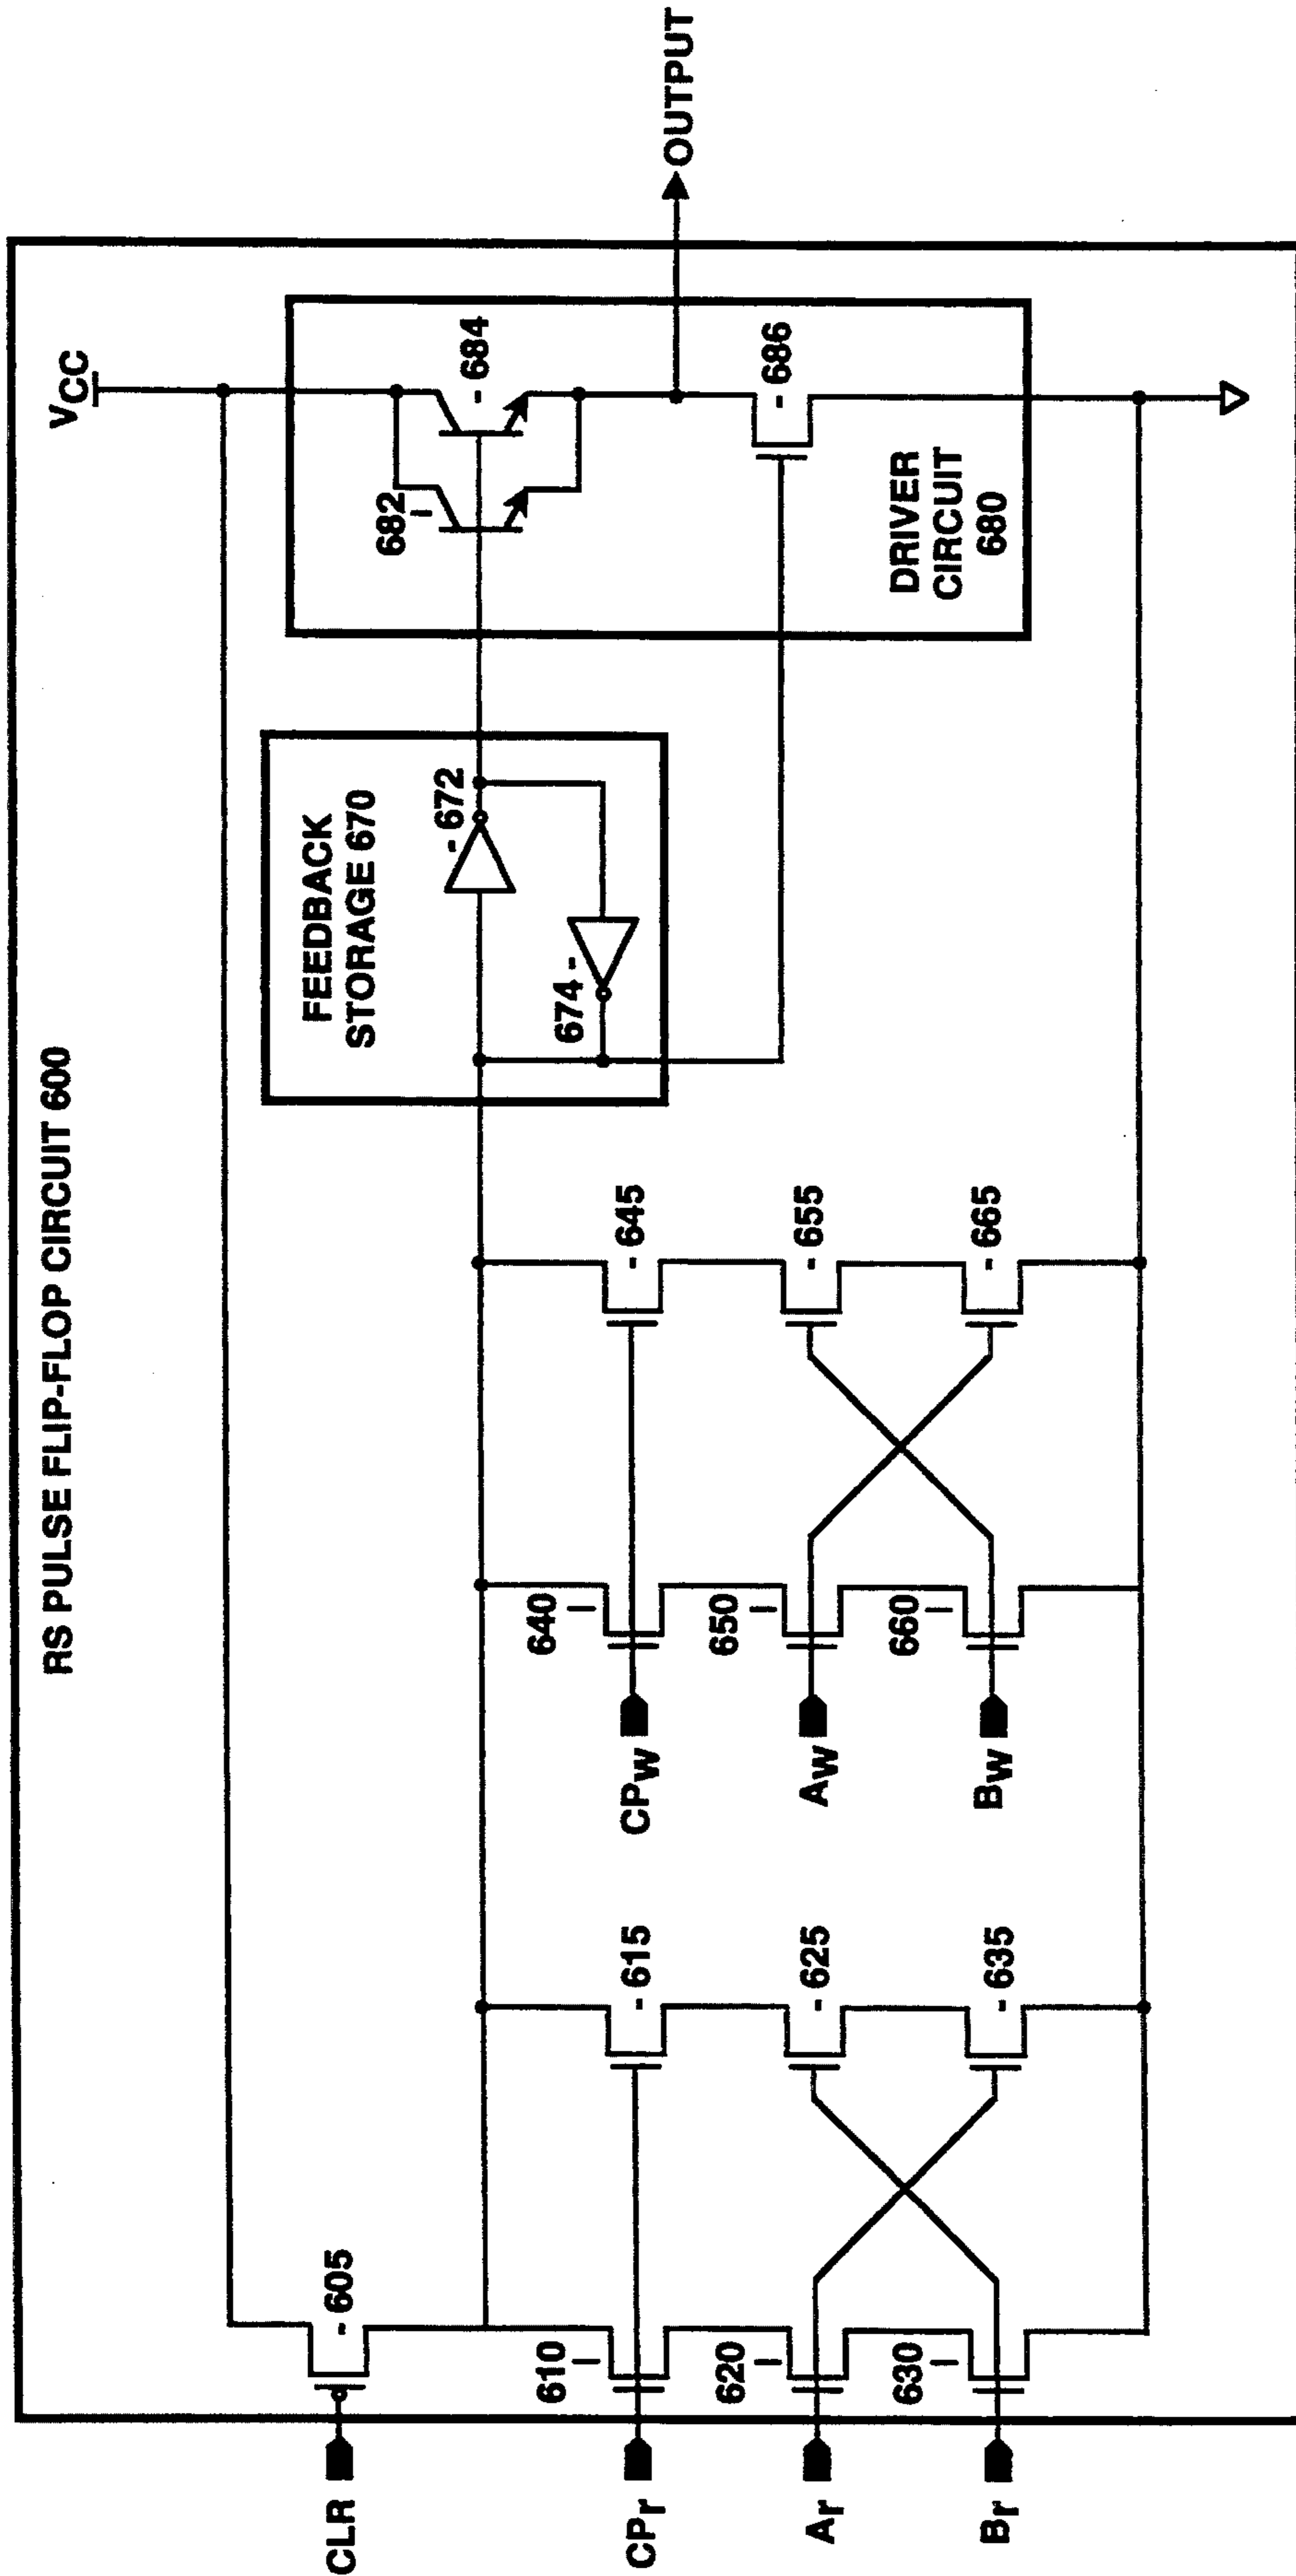 RS PULSE FLIP-FLOP CIRCUIT 600
VCC
CLR
- 605
FEEDBACK
STORAGE 670
- 672
674 -
682
- 684
OUTPUT
- 686
DRIVER
CIRCUIT
680
CPr
610
- 615
CPW
640
- 645
Ar
620
- 625
AW
650
- 655
Br
630
- 635
BW
660
- 665